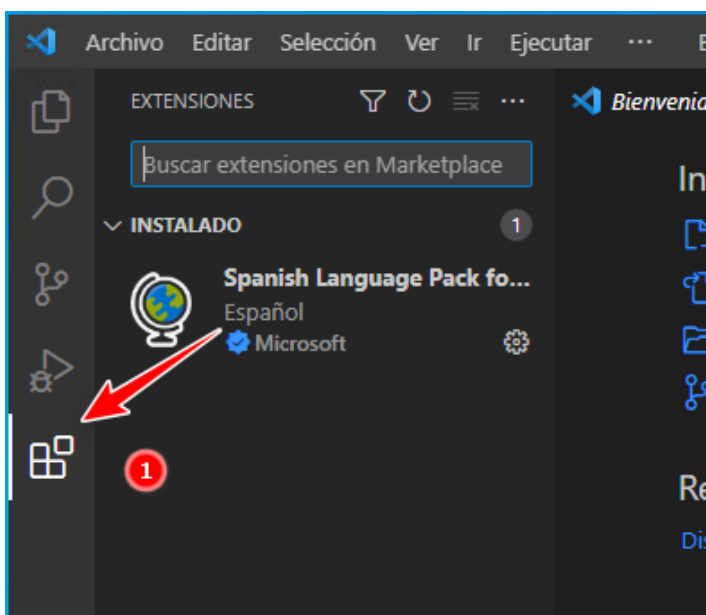 Archivo Editar Selección Ver Ir Ejecutar ···
EXTENSIONES ···
Buscar extensiones en Marketplace
INSTALADO 1
Spanish Language Pack fo...
Español
Microsoft
1